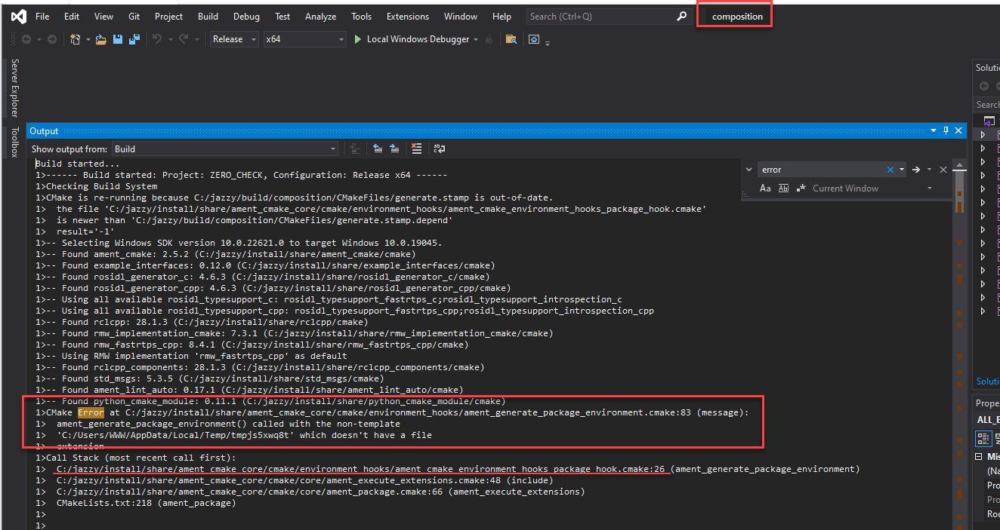 File Edit View Git Project Build Debug Test Analyze Tools Extensions Window Help Search (Ctrl+Q) composition
Release x64 Local Windows Debugger
Server Explorer
Toolbox
Output
Show output from: Build
Build started...
1>------ Build started: Project: ZERO_CHECK, Configuration: Release x64 ------
1>Checking Build System
1>CMake is re-running because C:/jazzy/build/composition/CMakeFiles/generate.stamp is out-of-date.
1>  the file 'C:/jazzy/install/share/ament_cmake_core/cmake/environment_hooks/ament_cmake_environment_hooks_package_hook.cmake'
1>  is newer than 'C:/jazzy/build/composition/CMakeFiles/generate.stamp.depend'
1>  result='-1'
1>-- Selecting Windows SDK version 10.0.22621.0 to target Windows 10.0.19045.
1>-- Found ament_cmake: 2.5.2 (C:/jazzy/install/share/ament_cmake/cmake)
1>-- Found example_interfaces: 0.12.0 (C:/jazzy/install/share/example_interfaces/cmake)
1>-- Found rosidl_generator_c: 4.6.3 (C:/jazzy/install/share/rosidl_generator_c/cmake)
1>-- Found rosidl_generator_cpp: 4.6.3 (C:/jazzy/install/share/rosidl_generator_cpp/cmake)
1>-- Using all available rosidl_typesupport_c: rosidl_typesupport_fastrtps_c;rosidl_typesupport_introspection_c
1>-- Using all available rosidl_typesupport_cpp: rosidl_typesupport_fastrtps_cpp;rosidl_typesupport_introspection_cpp
1>-- Found rclcpp: 28.1.3 (C:/jazzy/install/share/rclcpp/cmake)
1>-- Found rmw_implementation_cmake: 7.3.1 (C:/jazzy/install/share/rmw_implementation_cmake/cmake)
1>-- Found rmw_fastrtps_cpp: 8.4.1 (C:/jazzy/install/share/rmw_fastrtps_cpp/cmake)
1>-- Using RMW implementation 'rmw_fastrtps_cpp' as default
1>-- Found rclcpp_components: 28.1.3 (C:/jazzy/install/share/rclcpp_components/cmake)
1>-- Found std_msgs: 5.3.5 (C:/jazzy/install/share/std_msgs/cmake)
1>-- Found ament_lint_auto: 0.17.1 (C:/jazzy/install/share/ament_lint_auto/cmake)
1>-- Found python_cmake_module: 0.11.1 (C:/jazzy/install/share/python_cmake_module/cmake)
1>CMake Error at C:/jazzy/install/share/ament_cmake_core/cmake/environment_hooks/ament_generate_package_environment.cmake:83 (message):
1>  ament_generate_package_environment() called with the non-template
1>  'C:/Users/WWW/AppData/Local/Temp/tmpjs5xwq8t' which doesn't have a file
1>  extension
1>Call Stack (most recent call first):
1>  C:/jazzy/install/share/ament_cmake_core/cmake/environment_hooks/ament_cmake_environment_hooks_package_hook.cmake:26 (ament_generate_package_environment)
1>  C:/jazzy/install/share/ament_cmake_core/cmake/core/ament_execute_extensions.cmake:48 (include)
1>  C:/jazzy/install/share/ament_cmake_core/cmake/core/ament_package.cmake:66 (ament_execute_extensions)
1>  CMakeLists.txt:218 (ament_package)
1>
1>
error
Aa Ab Current Window
Soluti
Search
Soluti
Prope
ALL_B
Mis
(Na
Pro
Pro
Roo